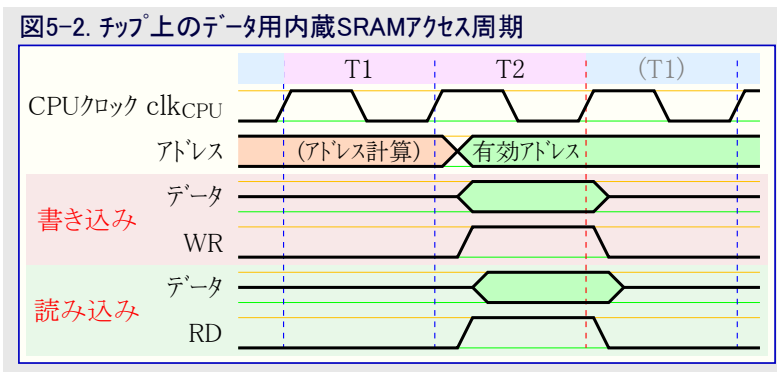 図5-2. ﾁｯﾌﾟ上のﾃﾞｰﾀ用内蔵SRAMｱｸｾｽ周期
T1 T2 (T1)
CPUｸﾛｯｸ clkCPU
ｱﾄﾞﾚｽ (ｱﾄﾞﾚｽ計算) 有効ｱﾄﾞﾚｽ
書き込み
ﾃﾞｰﾀ
WR
読み込み
ﾃﾞｰﾀ
RD